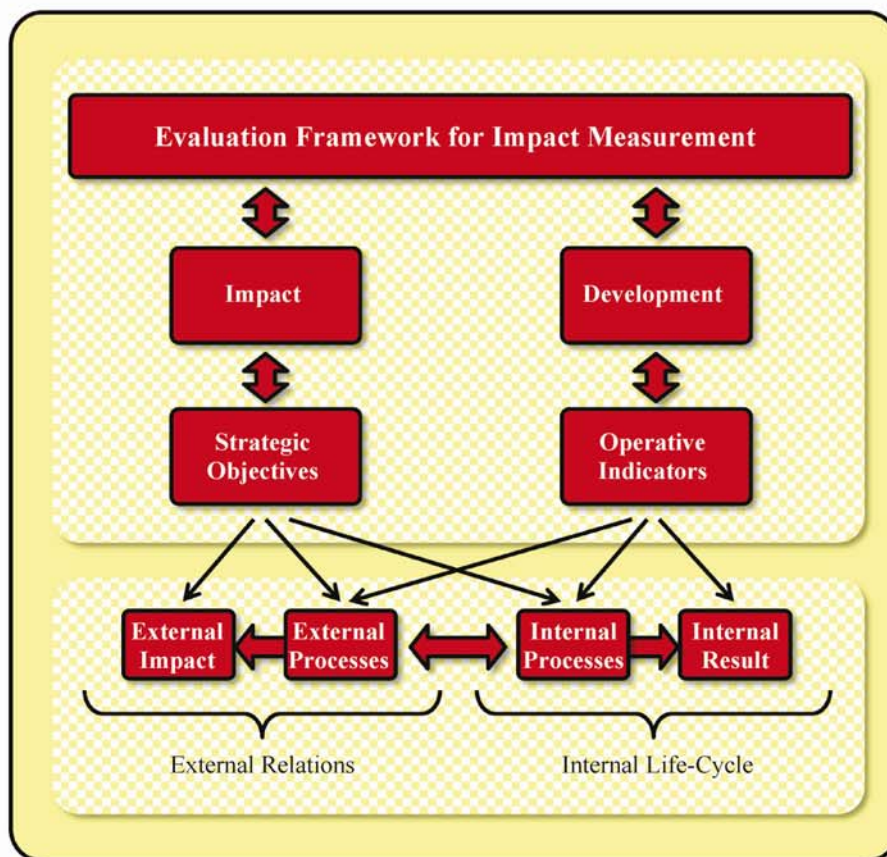 Evaluation Framework for Impact Measurement
Impact
Development
Strategic
Objectives
Operative
Indicators
External
Impact
External
Processes
Internal
Processes
Internal
Result
External Relations
Internal Life-Cycle